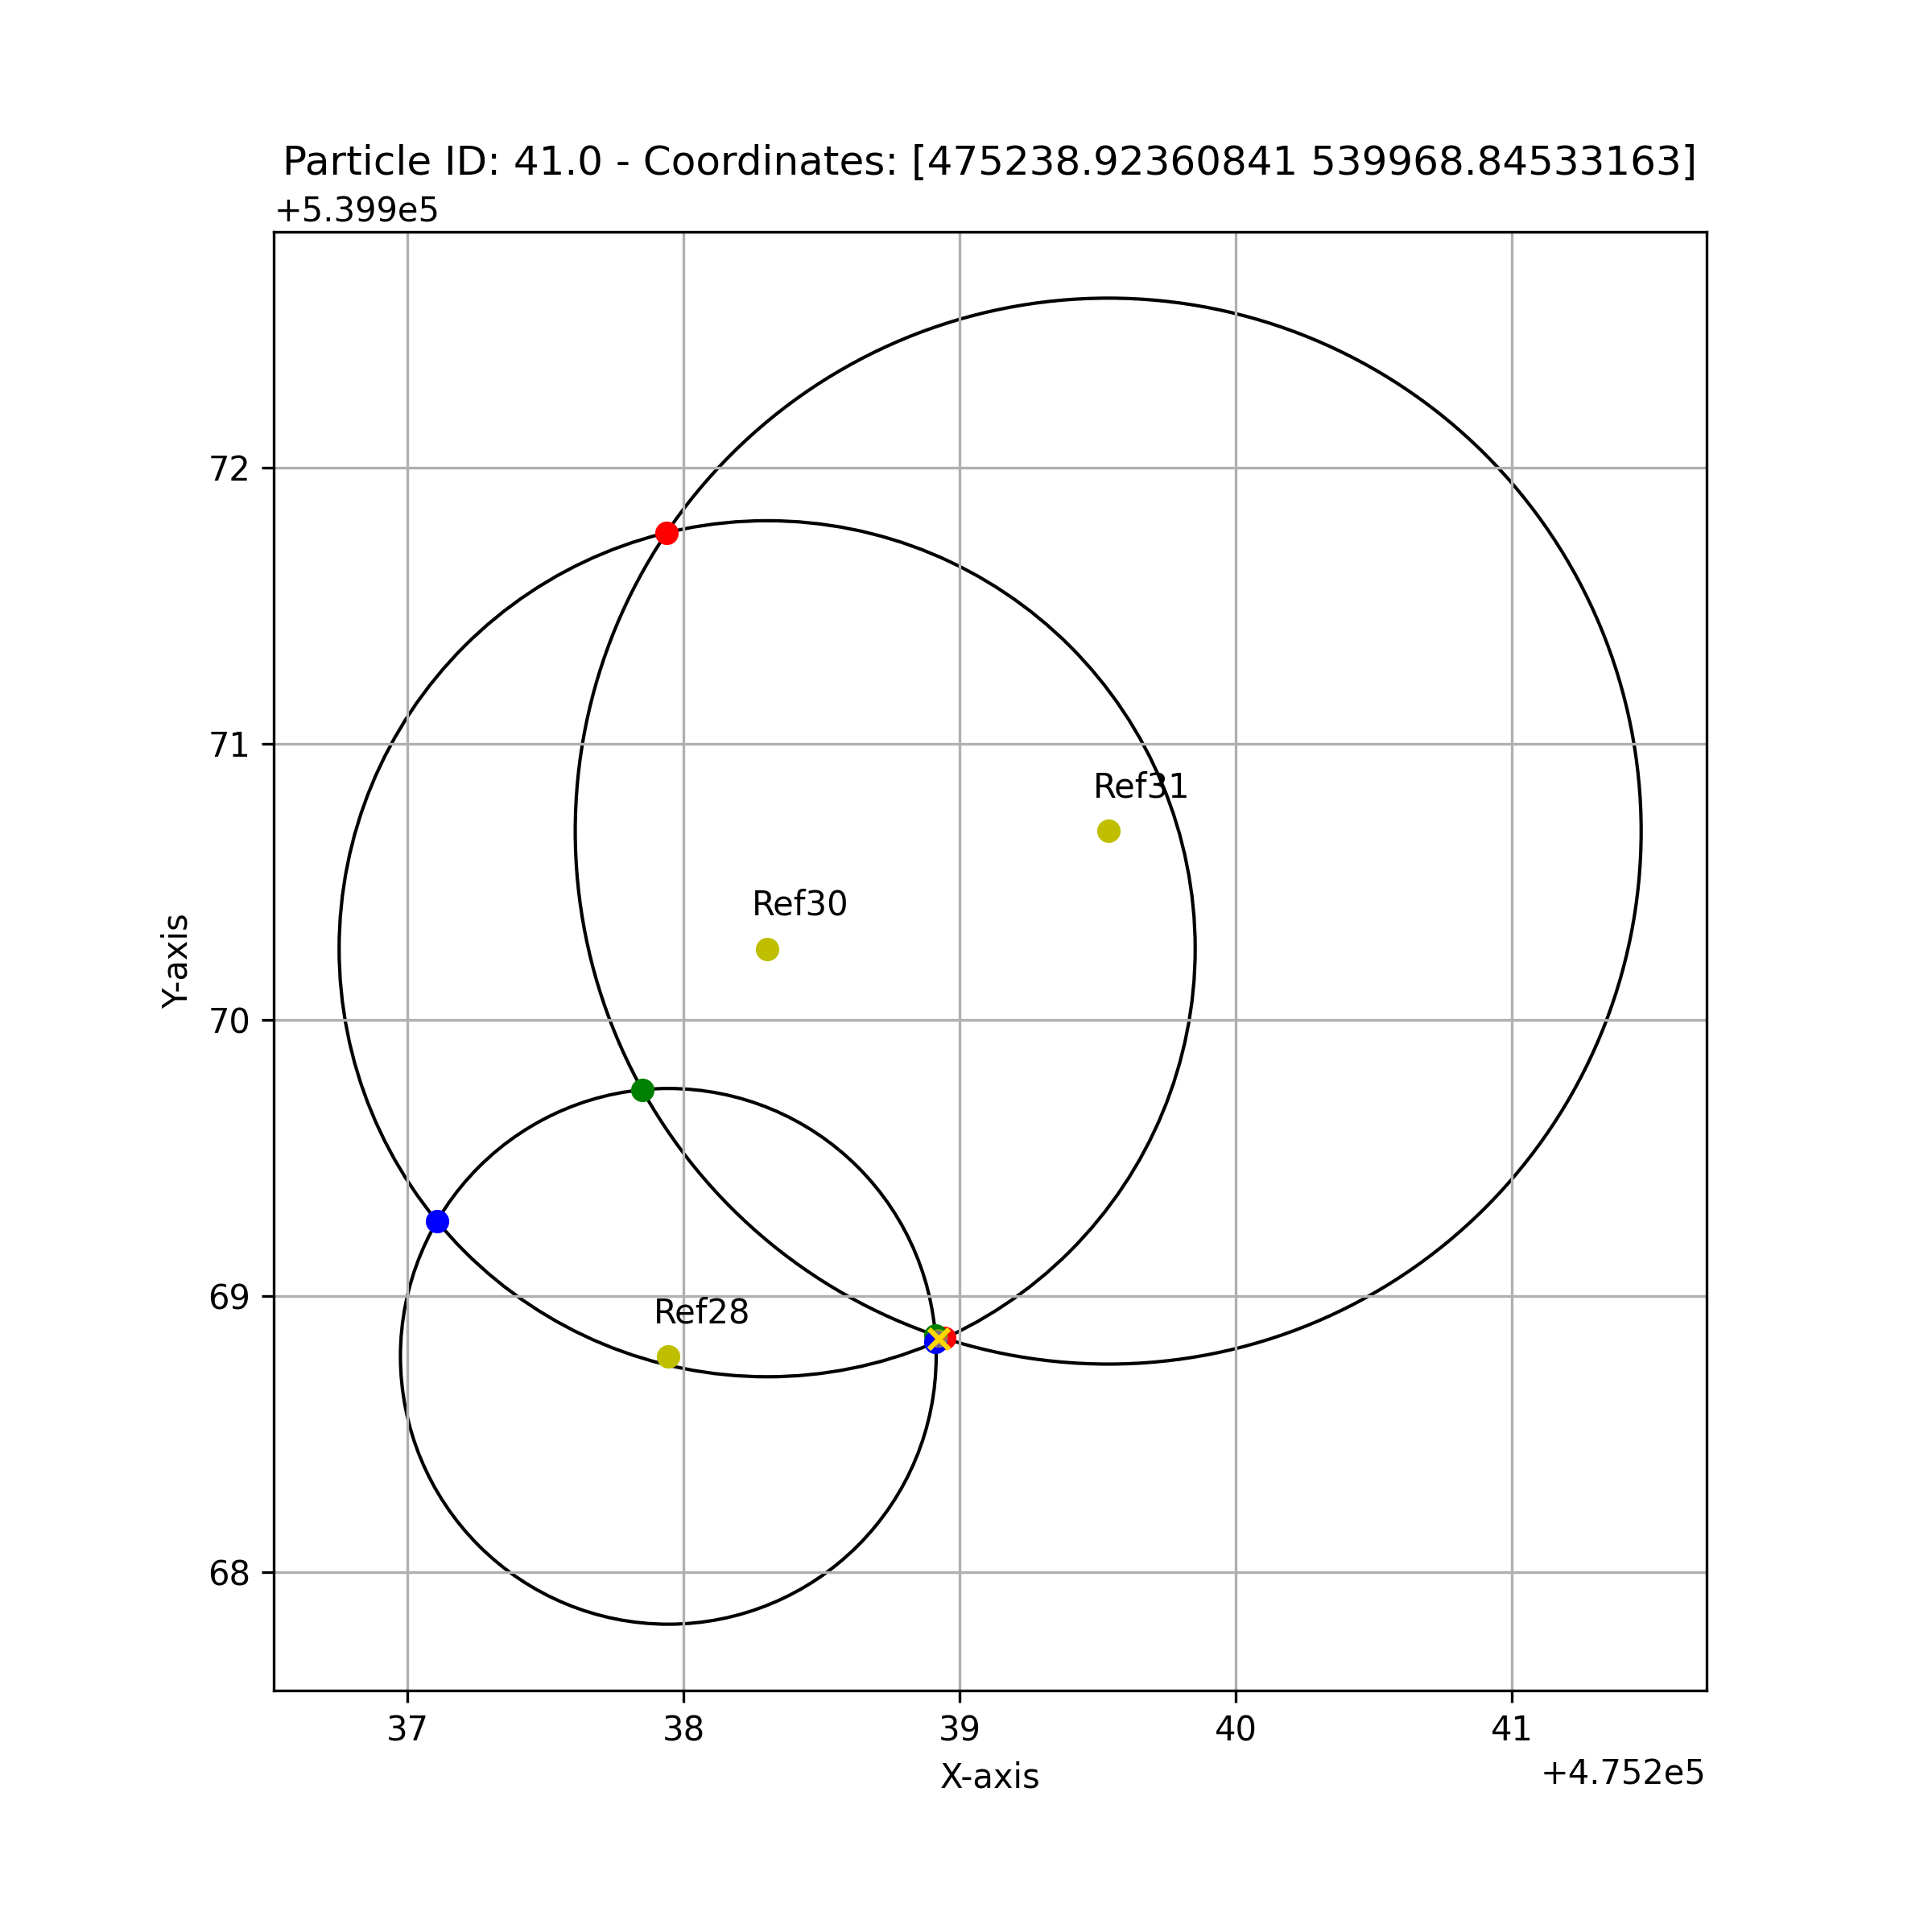 Particle ID: 41.0 - Coordinates: [475238.92360841 539968.84533163]
+5.399e5
72
71
Ref31
Ref30
Y-axis
70
69
Ref28
68
37 38 39 40 41
X-axis
+4.752e5